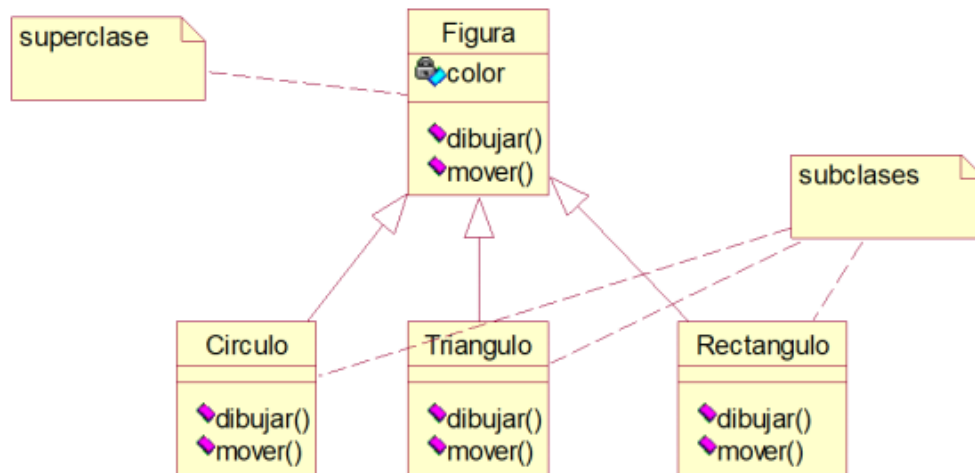 superclase
Figura
color
dibujar()
mover()
subclases
Circulo
dibujar()
mover()
Triangulo
dibujar()
mover()
Rectangulo
dibujar()
mover()